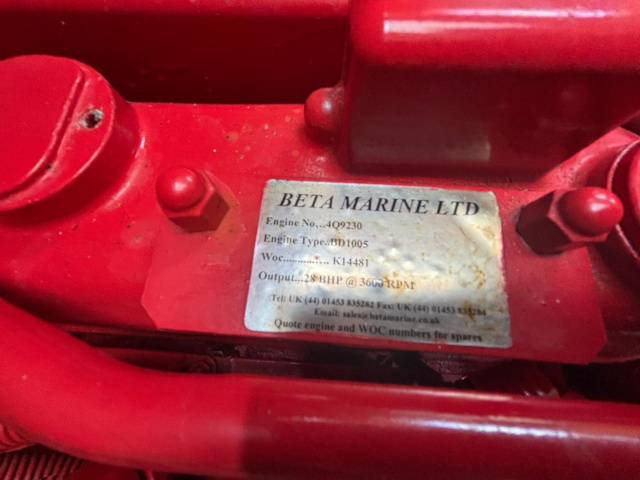 BETA MARINE LTD
Engine No...4Q9230
Engine Type..BD1005
Woc.............. K14481
Output...28 BHP @ 3600 RPM
Tel: UK (44) 01453 835282 Fax: UK (44) 01453 835284
Email: sales@betamarine.co.uk
Quote engine and WOC numbers for spares